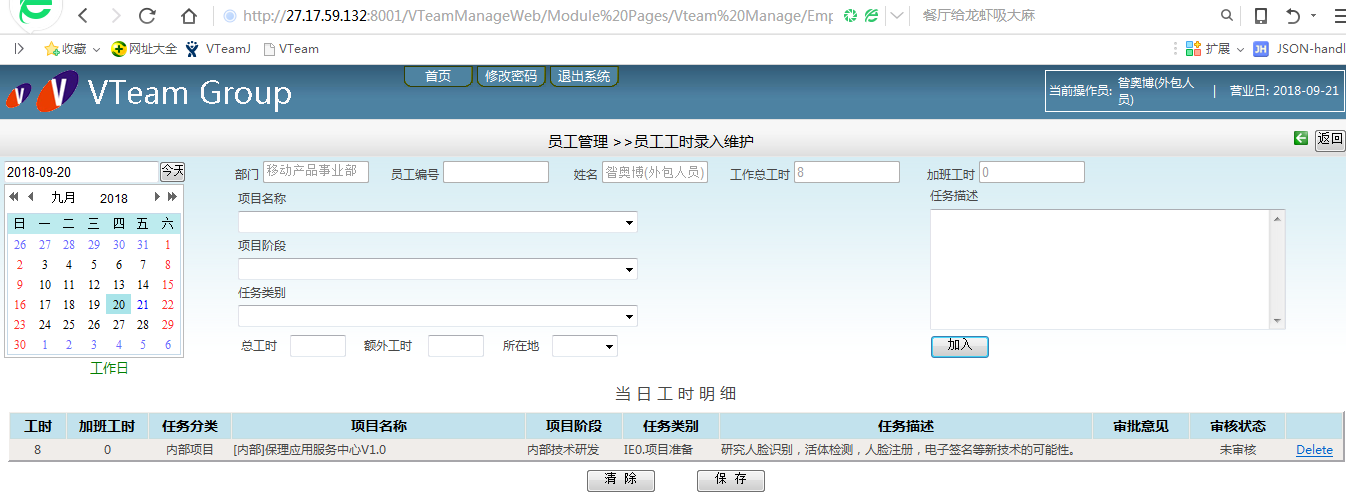 http://27.17.59.132:8001/VTeamManageWeb/Module%20Pages/Vteam%20Manage/Emp 餐厅给龙虾吸大麻
收藏 网址大全 VTeamJ VTeam 扩展 JH JSON-handl
VTeam Group
首页 修改密码 退出系统
当前操作员: 昝奥博(外包人员) | 营业日: 2018-09-21
员工管理 >>员工工时录入维护
返回
2018-09-20 今天
九月 2018
日 一 二 三 四 五 六
26 27 28 29 30 31 1
2 3 4 5 6 7 8
9 10 11 12 13 14 15
16 17 18 19 20 21 22
23 24 25 26 27 28 29
30 1 2 3 4 5 6
工作日
部门 移动产品事业部 员工编号 姓名 昝奥博(外包人员) 工作总工时 8 加班工时 0
项目名称
项目阶段
任务类别
总工时 额外工时 所在地
任务描述
加入
当日工时明细
工时 加班工时 任务分类 项目名称 项目阶段 任务类别 任务描述 审批意见 审核状态
8 0 内部项目 [内部]保理应用服务中心V1.0 内部技术研发 IE0.项目准备 研究人脸识别，活体检测，人脸注册，电子签名等新技术的可能性。 未审核 Delete
清 除 保 存